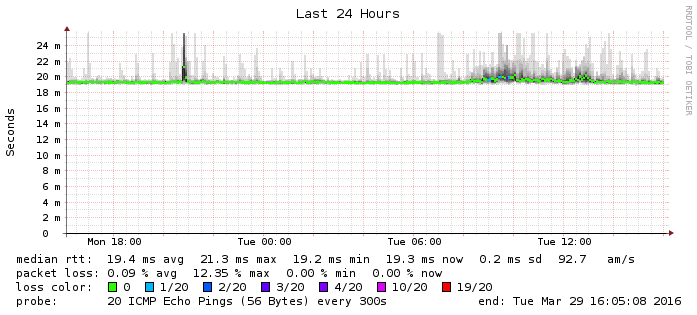 Last 24 Hours
RRDTOOL / TOBI OETIKER
Seconds
24 m
22 m
20 m
18 m
16 m
14 m
12 m
10 m
8 m
6 m
4 m
2 m
0
Mon 18:00 Tue 00:00 Tue 06:00 Tue 12:00
median rtt: 19.4 ms avg 21.3 ms max 19.2 ms min 19.3 ms now 0.2 ms sd 92.7 am/s
packet loss: 0.09 % avg 12.35 % max 0.00 % min 0.00 % now
loss color: 0 1/20 2/20 3/20 4/20 10/20 19/20
probe: 20 ICMP Echo Pings (56 Bytes) every 300s end: Tue Mar 29 16:05:08 2016